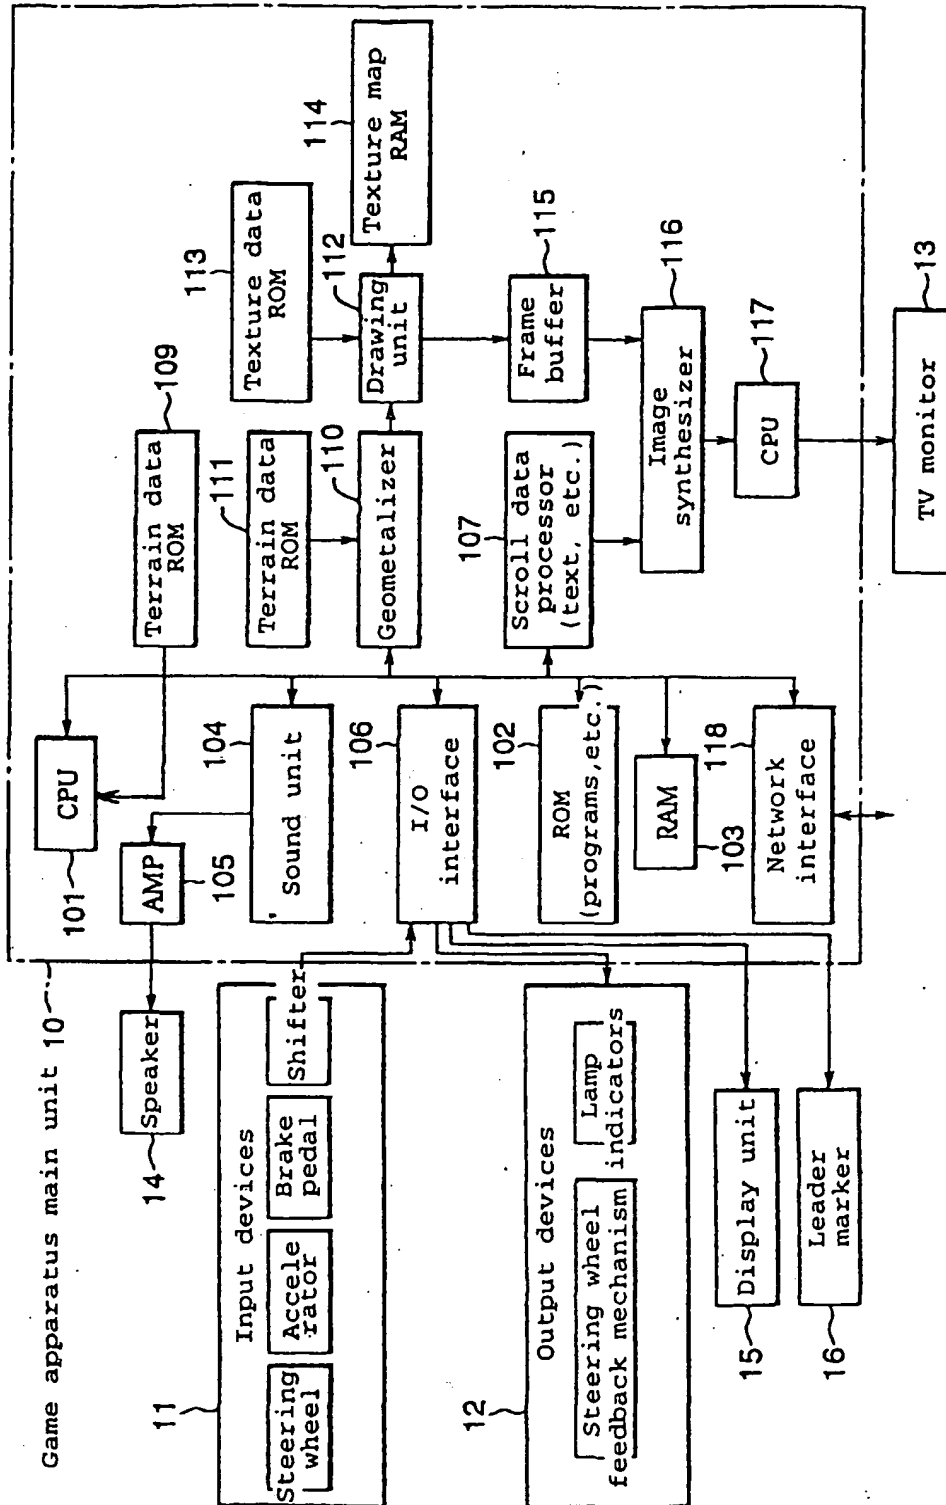 Game apparatus main unit 10
101
CPU
Terrain data
ROM
109
113
Texture data
ROM
114
Texture map
RAM
14
Speaker
AMP
105
104
Sound unit
111
Terrain data
ROM
110
Geometalizer
112
Drawing
unit
11
Input devices
Steering
wheel
Accele
rator
Brake
pedal
Shifter
106
I/O
interface
107
Scroll data
processor
(text, etc.)
115
Frame
buffer
12
Output devices
Steering wheel
feedback mechanism
Lamp
indicators
102
ROM
(programs,etc.)
116
Image
synthesizer
RAM
103
117
CPU
15
Display unit
118
Network
interface
16
Leader
marker
13
TV monitor